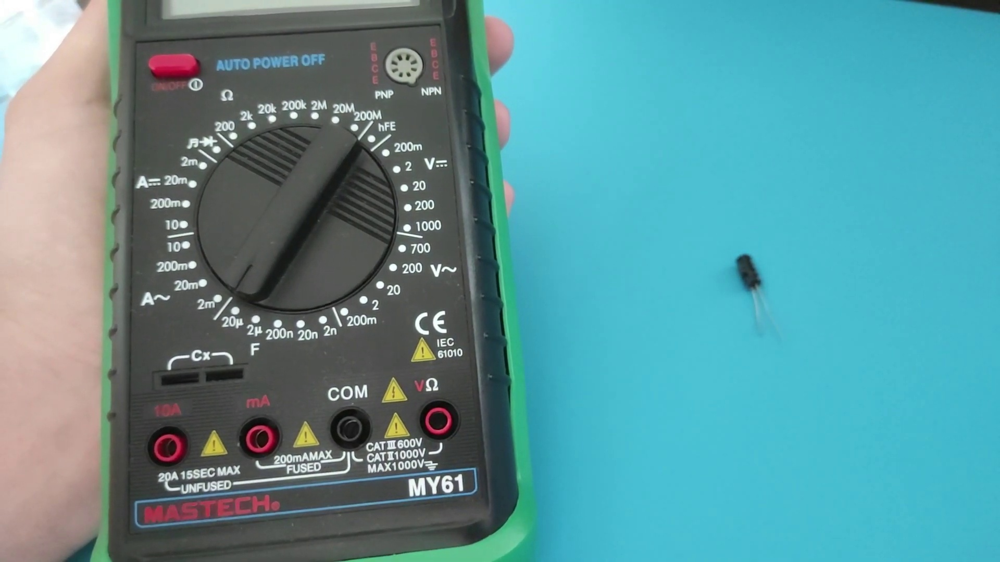 AUTO POWER OFF
ON/OFF
E
B
C
E
E
B
C
E
PNP
NPN
Ω
200
2k
20k
200k
2M
20M
200M
hFE
200m
2
20
200
1000
V
700
200
20
2
200m
V~
2m
20m
200m
10
A
10
200m
20m
2m
A~
20µ
2µ
200n
20n
2n
F
Cx
CE
IEC
61010
10A
mA
COM
VΩ
20A 15SEC MAX
UNFUSED
200mAMAX
FUSED
CAT III 600V
CAT II 1000V
MAX1000V
MY61
MASTECH®